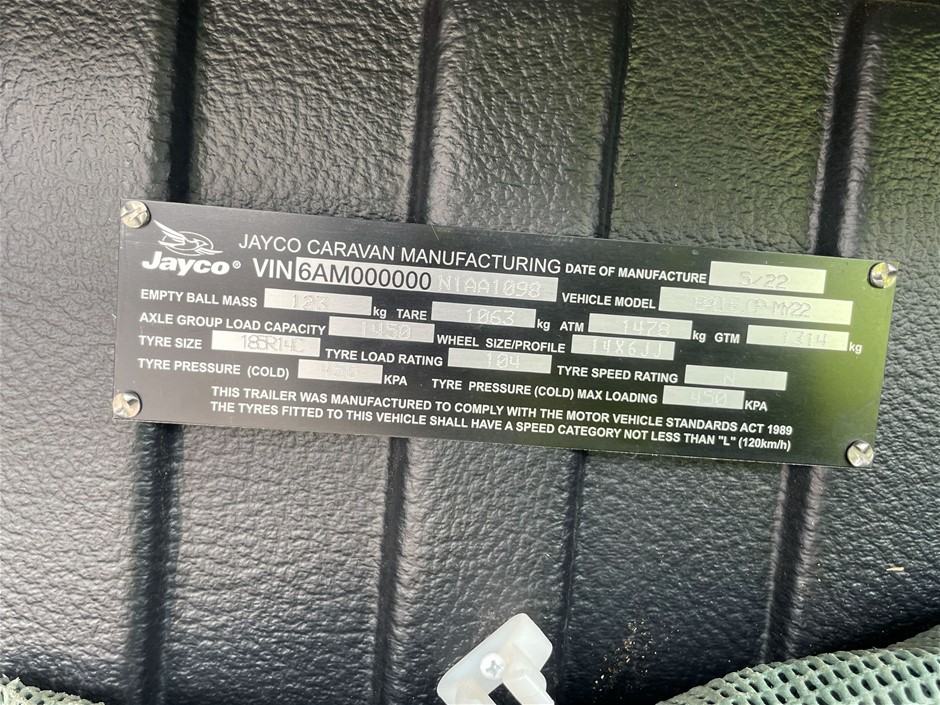 Jayco®
JAYCO CARAVAN MANUFACTURING
VIN 6AM000000 N1AA1098 DATE OF MANUFACTURE 5/22
EMPTY BALL MASS 123 kg TARE 1063 kg VEHICLE MODEL MY22
AXLE GROUP LOAD CAPACITY 1450 ATM 1478 kg GTM 1314 kg
TYRE SIZE 185R14C WHEEL SIZE/PROFILE 14X6JJ
TYRE LOAD RATING 104 TYRE SPEED RATING N
TYRE PRESSURE (COLD) KPA TYRE PRESSURE (COLD) MAX LOADING 450 KPA
THIS TRAILER WAS MANUFACTURED TO COMPLY WITH THE MOTOR VEHICLE STANDARDS ACT 1989
THE TYRES FITTED TO THIS VEHICLE SHALL HAVE A SPEED CATEGORY NOT LESS THAN "L" (120km/h)